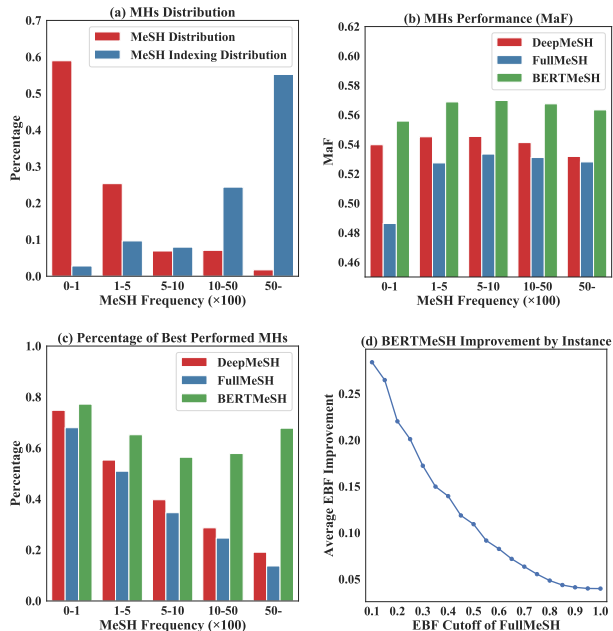 (a) MHs Distribution
0.7
0.6
0.5
0.4
0.3
0.2
0.1
0.0
Percentage
MeSH Distribution
MeSH Indexing Distribution
0-1 1-5 5-10 10-50 50-
MeSH Frequency (×100)
(b) MHs Performance (MaF)
0.62
0.60
0.58
0.56
0.54
0.52
0.50
0.48
0.46
MaF
DeepMeSH
FullMeSH
BERTMeSH
0-1 1-5 5-10 10-50 50-
MeSH Frequency (×100)
(c) Percentage of Best Performed MHs
1.0
0.8
0.6
0.4
0.2
0.0
Percentage
DeepMeSH
FullMeSH
BERTMeSH
0-1 1-5 5-10 10-50 50-
MeSH Frequency (×100)
(d) BERTMeSH Improvement by Instance
0.25
0.20
0.15
0.10
0.05
Average EBF Improvement
0.1 0.2 0.3 0.4 0.5 0.6 0.7 0.8 0.9 1.0
EBF Cutoff of FullMeSH